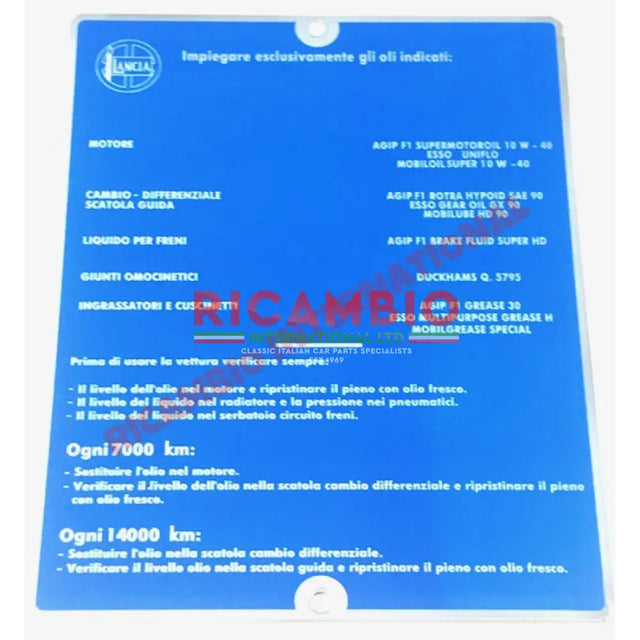 LANCIA
Impiegare esclusivamente gli oli indicati:
MOTORE
AGIP F1 SUPERMOTOROIL 10 W - 40
ESSO UNIFLO
MOBILOIL SUPER 10 W -40
CAMBIO - DIFFERENZIALE
SCATOLA GUIDA
AGIP F1 ROTRA HYPOID SAE 90
ESSO GEAR OIL GX 90
MOBILUBE HD 90
LIQUIDO PER FRENI
AGIP F1 BRAKE FLUID SUPER HD
GIUNTI OMOCINETICI
DUCKHAMS Q. 5795
INGRASSATORI E CUSCINETTI
AGIP F1 GREASE 30
ESSO MULTIPURPOSE GREASE H
MOBILGREASE SPECIAL
RICAMBIO
INTERNATIONAL LTD
CLASSIC ITALIAN CAR PARTS SPECIALISTS
RICAMBIO INTERNATIONAL
Prima di usare la vettura verificare sempre:
- Il livello dell'olio nel motore e ripristinare il pieno con olio fresco.
- Il livello del liquido nel radiatore e la pressione nei pneumatici.
- Il livello del liquido nel serbatoio circuito freni.
Ogni 7000 km:
- Sostituire l'olio nel motore.
- Verificare il livello dell'olio nella scatola cambio differenziale e ripristinare il pieno
con olio fresco.
Ogni 14000 km:
- Sostituire l'olio nella scatola cambio differenziale.
- Verificare il livello olio nella scatola guida e ripristinare il pieno con olio fresco.